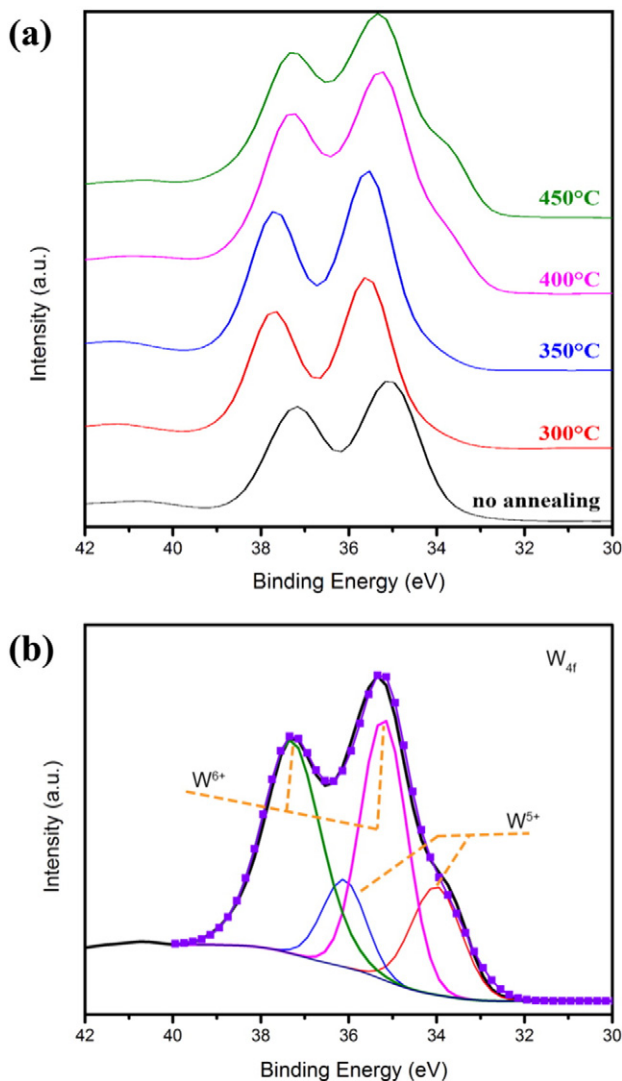 (a)
450°C
400°C
350°C
300°C
no annealing
Intensity (a.u.)
42 40 38 36 34 32 30
Binding Energy (eV)
(b)
W4f
W6+
W5+
Intensity (a.u.)
42 40 38 36 34 32 30
Binding Energy (eV)